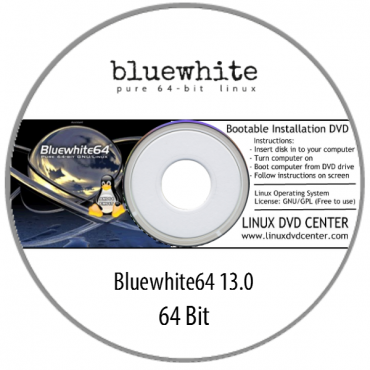 bluewhite
pure 64-bit linux
Bluewhite64
PURE 64-bit GNU/Linux
Bootable Installation DVD
Instructions:
- Insert disk in to your computer
- Turn computer on
- Boot computer from DVD drive
- Follow instructions on screen
Linux Operating System
License: GNU/GPL (Free to use)
LINUX DVD CENTER
www.linuxdvdcenter.com
Bluewhite64 13.0
64 Bit